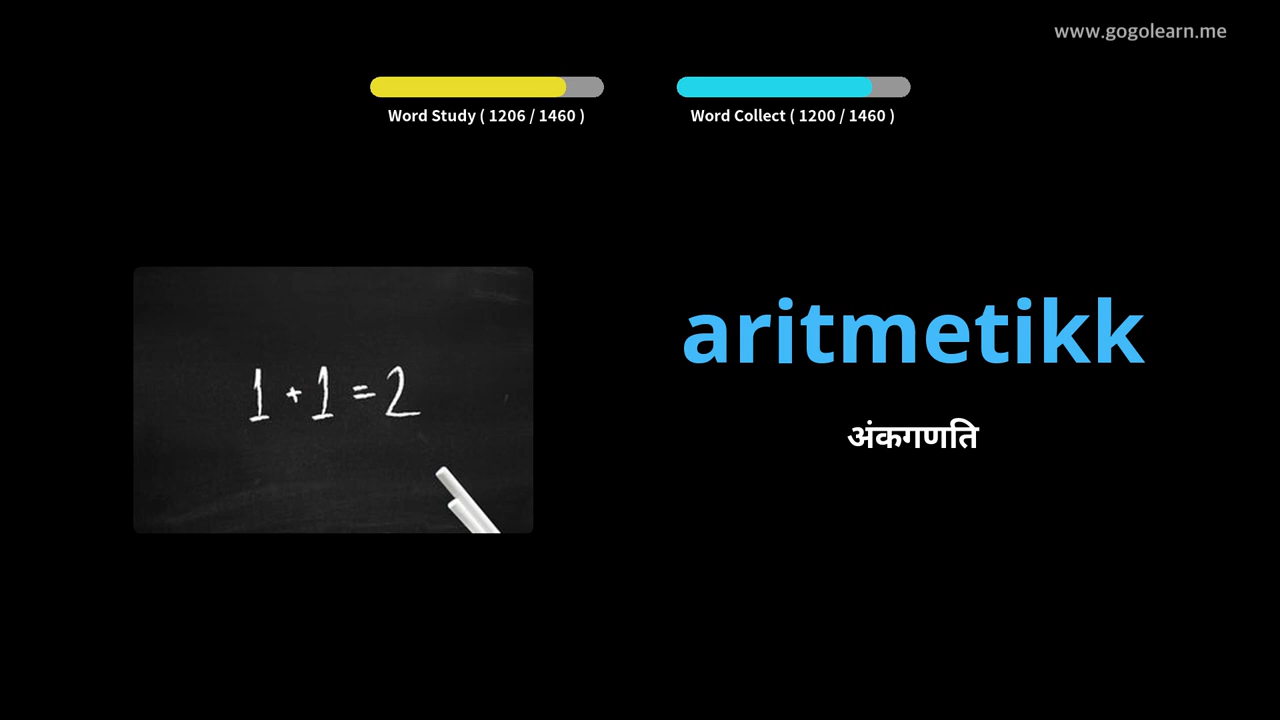 www.gogolearn.me
Word Study ( 1206 / 1460 )
Word Collect ( 1200 / 1460 )
1 + 1 = 2
aritmetikk
अंकगणति